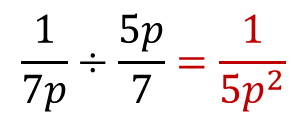 1/(7p) ÷ 5p/7 = 1/(5p²)